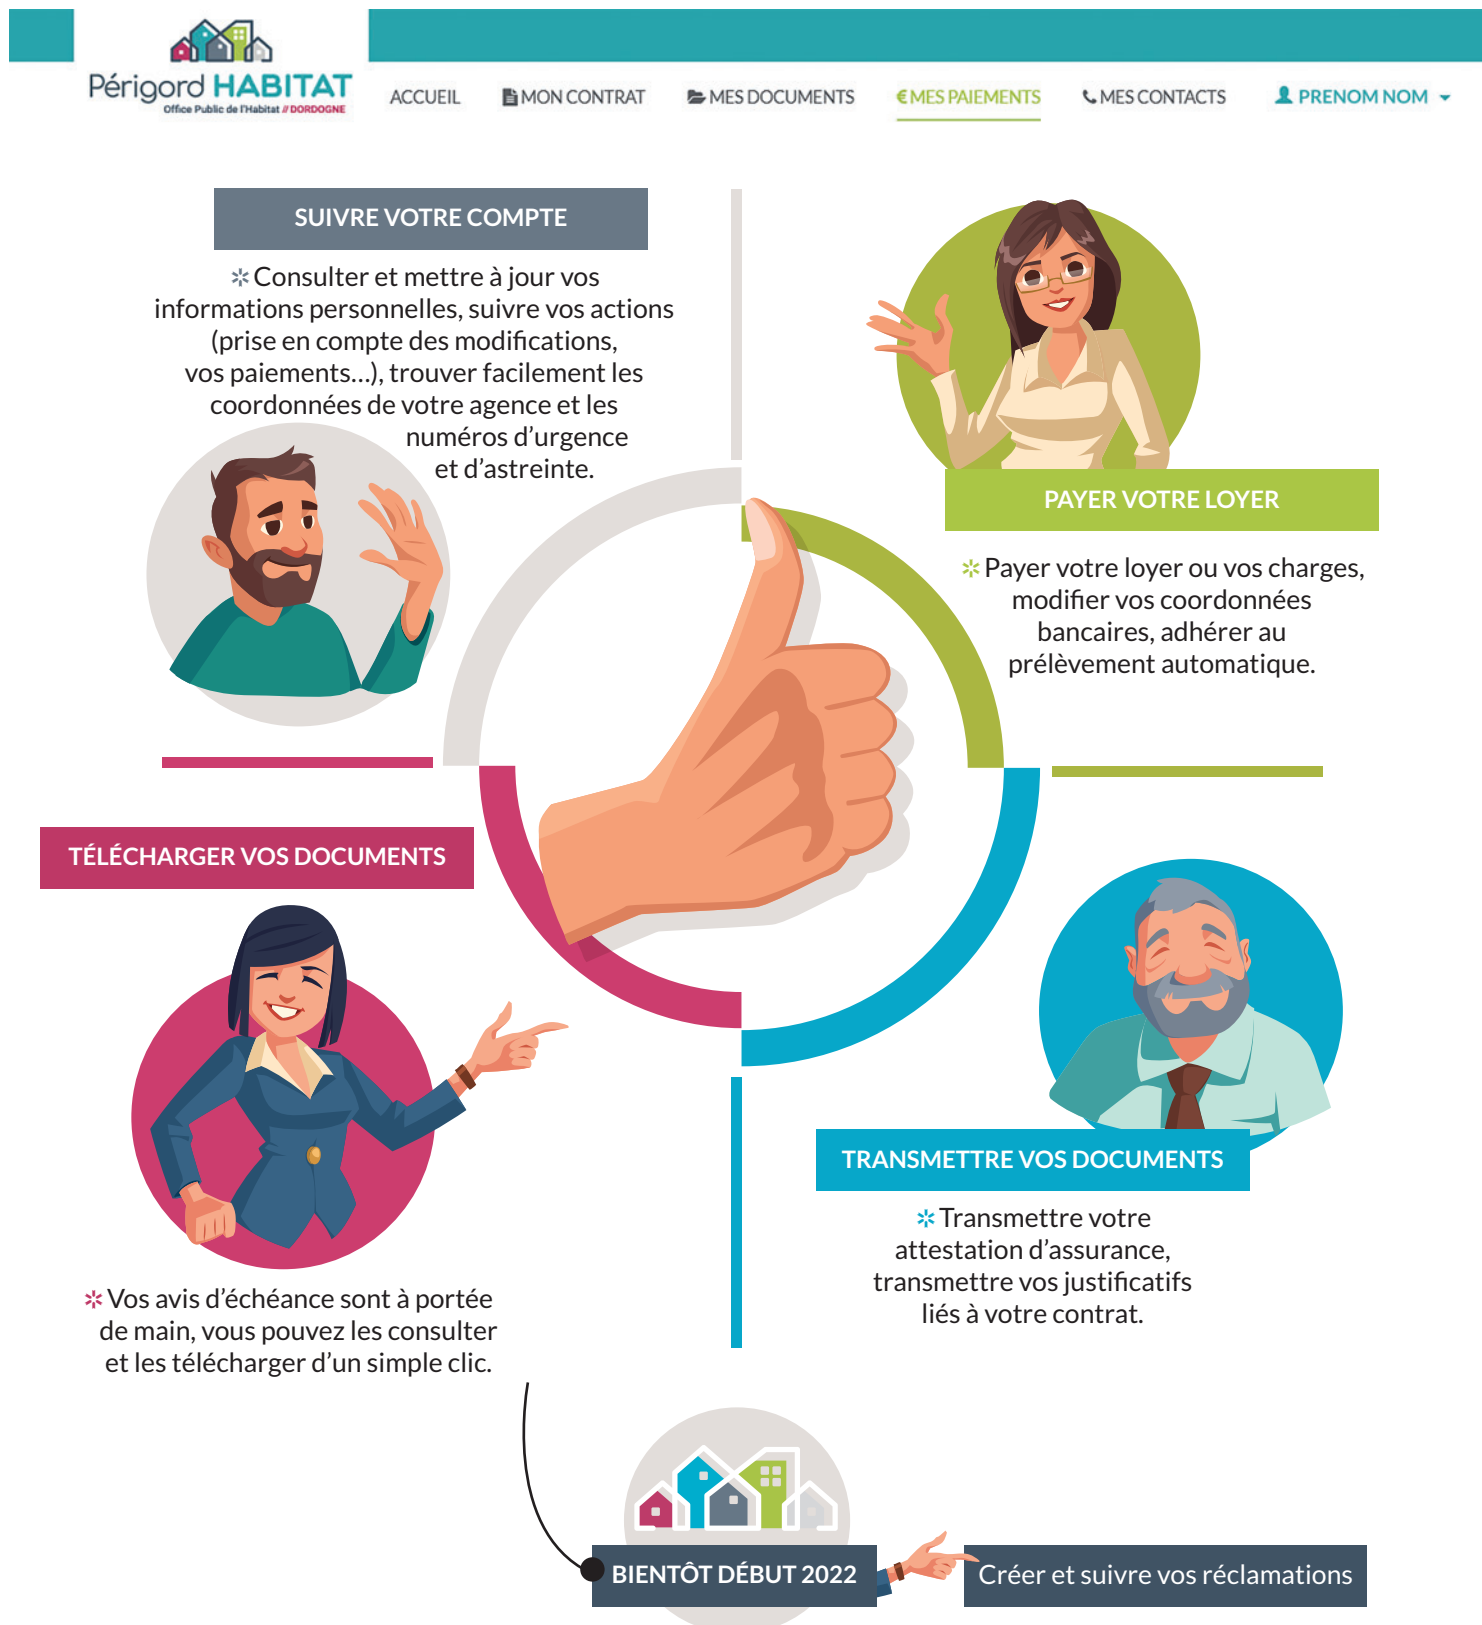 Périgord HABITAT
Office Public de l'Habitat // DORDOGNE
ACCUEIL
MON CONTRAT
MES DOCUMENTS
€ MES PAIEMENTS
MES CONTACTS
PRENOM NOM
SUIVRE VOTRE COMPTE
Consulter et mettre à jour vos
informations personnelles, suivre vos actions
(prise en compte des modifications,
vos paiements...), trouver facilement les
coordonnées de votre agence et les
numéros d’urgence
et d’astreinte.
PAYER VOTRE LOYER
Payer votre loyer ou vos charges,
modifier vos coordonnées
bancaires, adhérer au
prélèvement automatique.
TÉLÉCHARGER VOS DOCUMENTS
Vos avis d’échéance sont à portée
de main, vous pouvez les consulter
et les télécharger d’un simple clic.
TRANSMETTRE VOS DOCUMENTS
Transmettre votre
attestation d’assurance,
transmettre vos justificatifs
liés à votre contrat.
BIENTÔT DÉBUT 2022
Créer et suivre vos réclamations